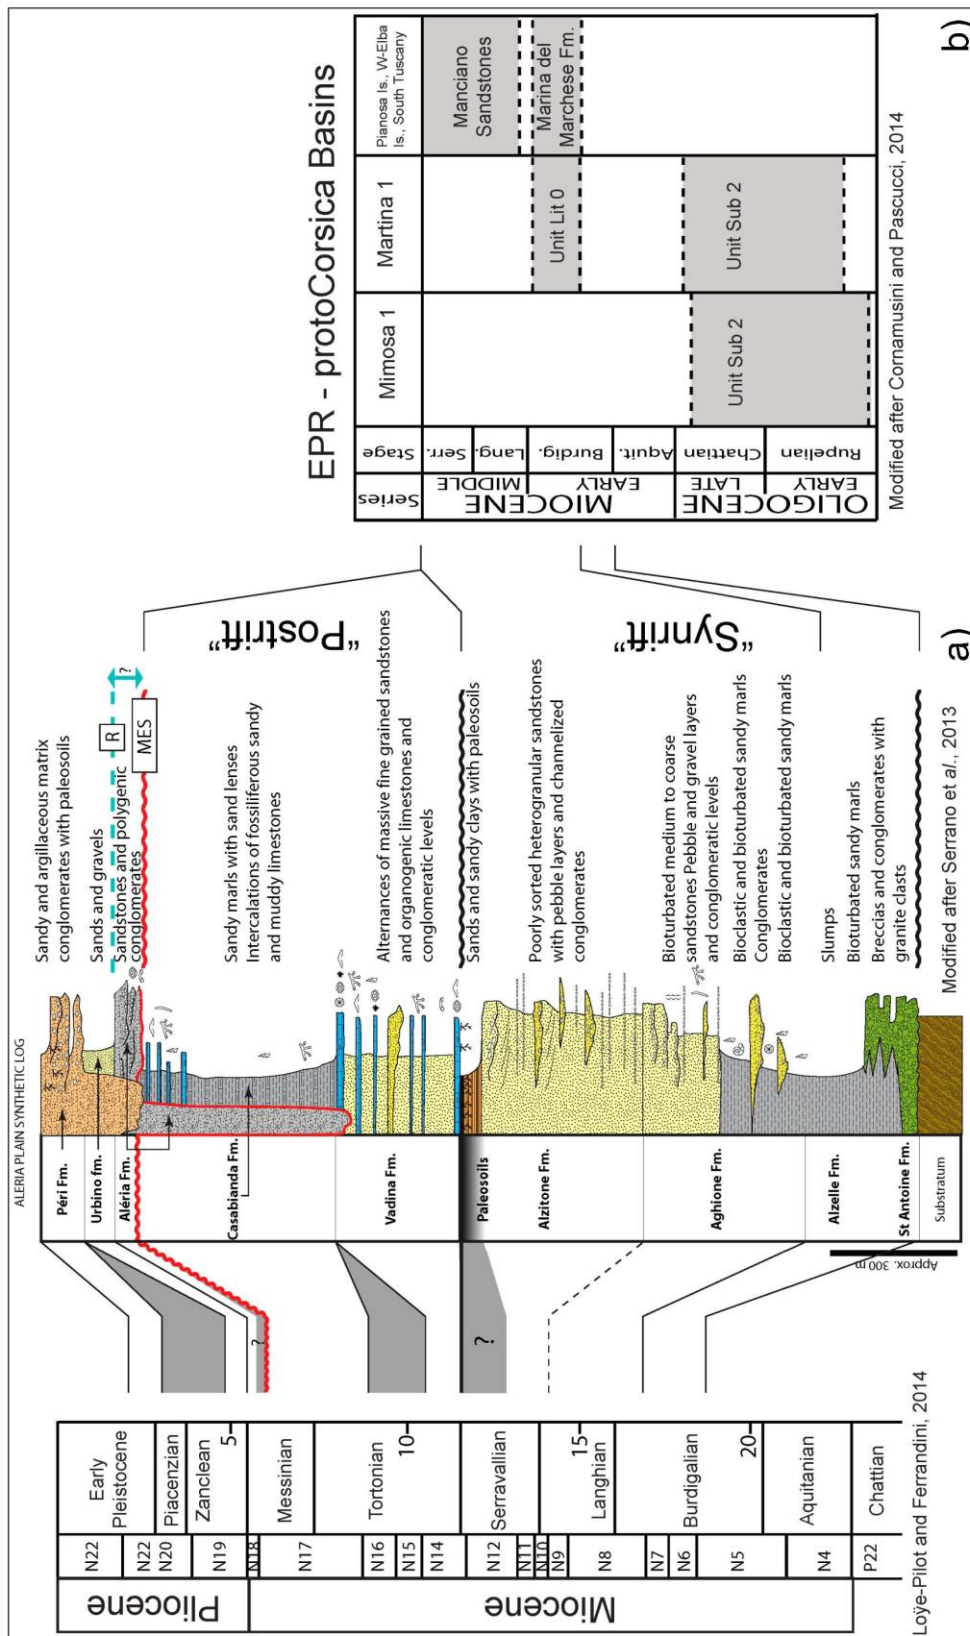 Pliocene
Miocene
N22
N22
N20
N19
N18
N17
N16
N15
N14
N12
N11
N10
N9
N8
N7
N6
N5
N4
P22
Early
Pleistocene
Piacenzian
Zanclean
Messinian
Tortonian
Serravallian
Langhian
Burdigalian
Aquitanian
Chattian
5
10
15
20
Loÿe-Pilot and Ferrandini, 2014
?
?
ALERIA PLAIN SYNTHETIC LOG
Péri Fm.
Urbino fm.
Aléria Fm.
Casabianda Fm.
Vadina Fm.
Paleosoils
Alzitone Fm.
Aghione Fm.
Alzelle Fm.
St Antoine Fm.
Substratum
Approx. 300 m
Sandy and argillaceous matrix
conglomerates with paleosoils
Sands and gravels
Sandstones and polygenic
conglomerates
Sandy marls with sand lenses
Intercalations of fossiliferous sandy
and muddy limestones
Alternances of massive fine grained sandstones
and organogenic limestones and
conglomeratic levels
Sands and sandy clays with paleosoils
Poorly sorted heterogranular sandstones
with pebble layers and channelized
conglomerates
Bioturbated medium to coarse
sandstones Pebble and gravel layers
and conglomeratic levels
Bioclastic and bioturbated sandy marls
Conglomerates
Bioclastic and bioturbated sandy marls
Slumps
Bioturbated sandy marls
Breccias and conglomerates with
granite clasts
R
?
MES
"Postrift"
"Synrift"
Modified after Serrano et al., 2013
a)
EPR - protoCorsica Basins
Series
Stage
Mimosa 1
Martina 1
Pianosa Is., W-Elba
Is., South Tuscany
MIOCENE
MIDDLE
EARLY
OLIGOCENE
LATE
EARLY
Serr.
Lang.
Burdig.
Aquit.
Chattian
Rupelian
Unit Sub 2
Unit Lit 0
Unit Sub 2
Manciano
Sandstones
Marina del
Marchese Fm.
Modified after Cornamusini and Pascucci, 2014
b)